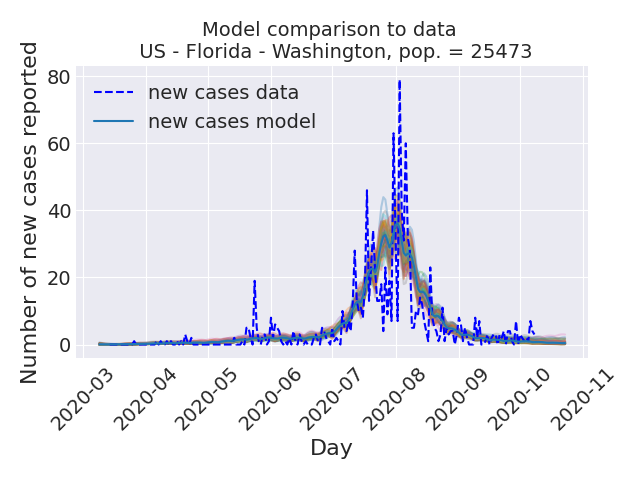 Model comparison to data
US - Florida - Washington, pop. = 25473
Number of new cases reported
80
60
40
20
0
new cases data
new cases model
2020-03
2020-04
2020-05
2020-06
2020-07
2020-08
2020-09
2020-10
2020-11
Day